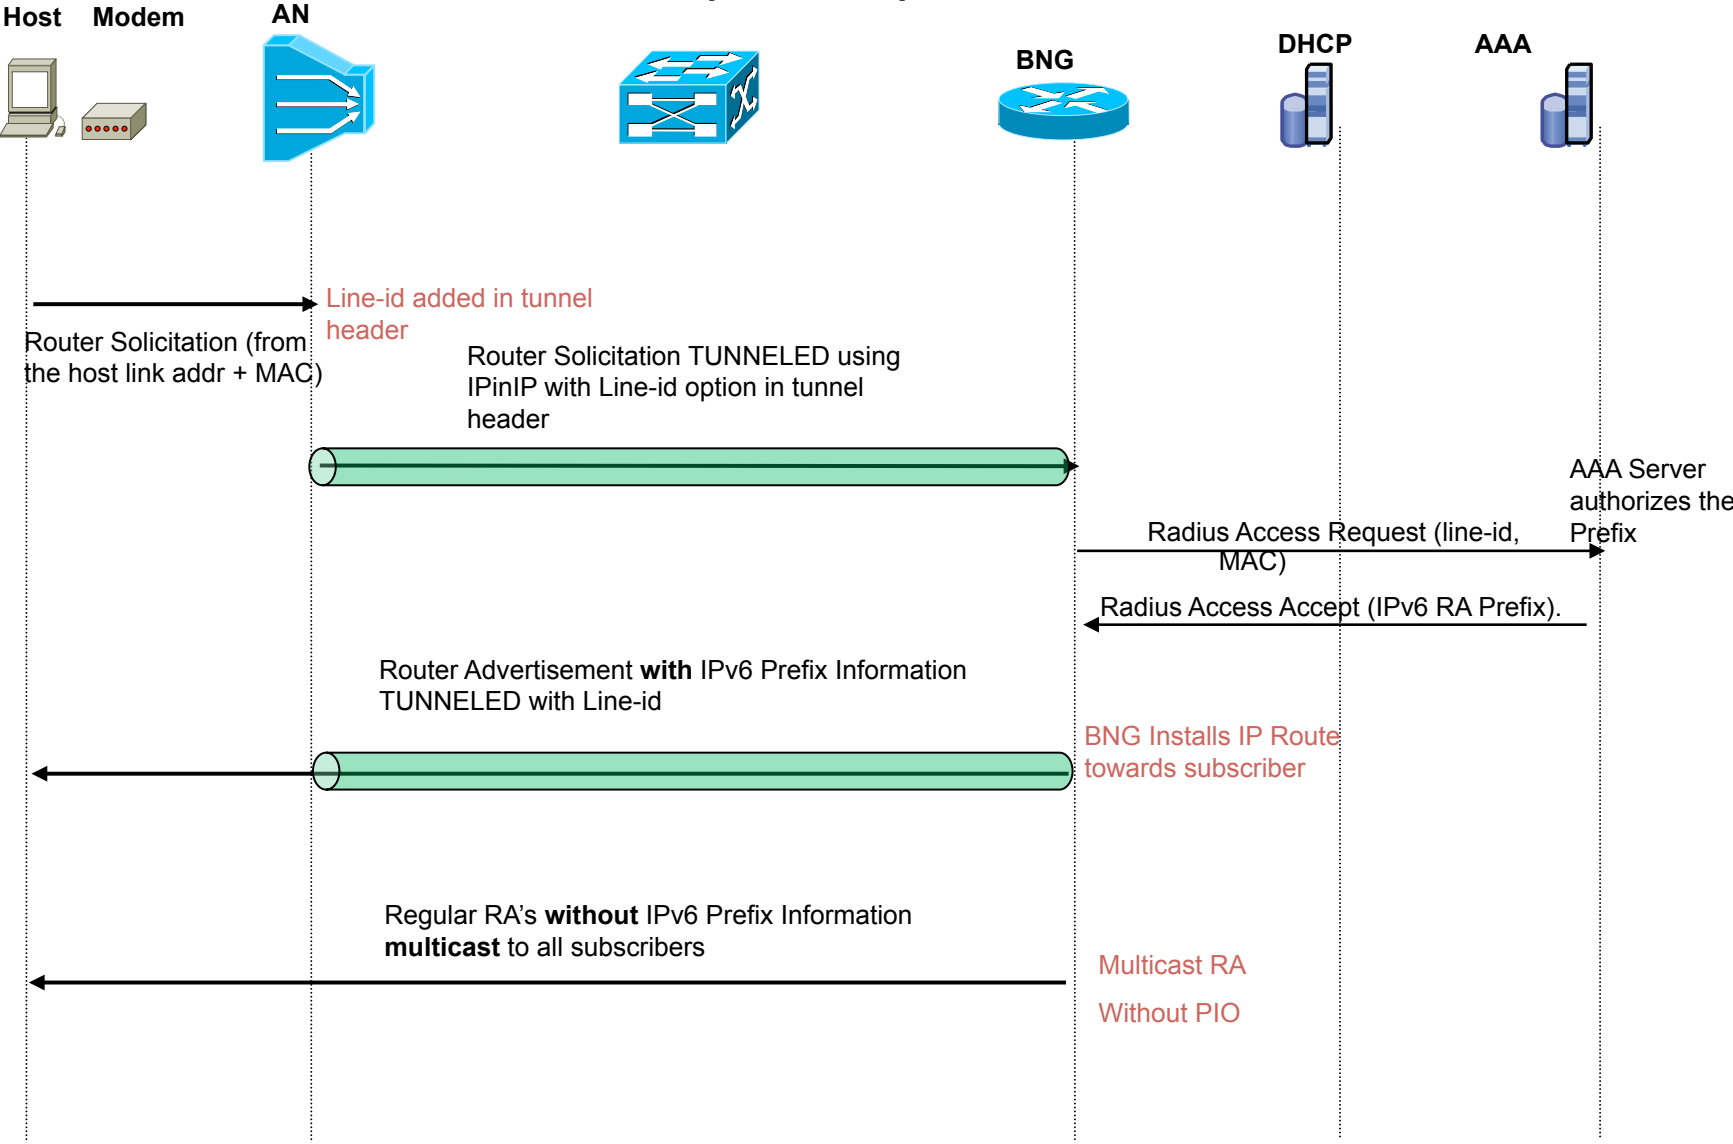 Host Modem AN
BNG
DHCP AAA
Line-id added in tunnel
header
Router Solicitation (from
the host link addr + MAC)
Router Solicitation TUNNELED using
IPinIP with Line-id option in tunnel
header
AAA Server
authorizes the
Prefix
Radius Access Request (line-id,
MAC)
Radius Access Accept (IPv6 RA Prefix).
Router Advertisement with IPv6 Prefix Information
TUNNELED with Line-id
BNG Installs IP Route
towards subscriber
Regular RA’s without IPv6 Prefix Information
multicast to all subscribers
Multicast RA
Without PIO